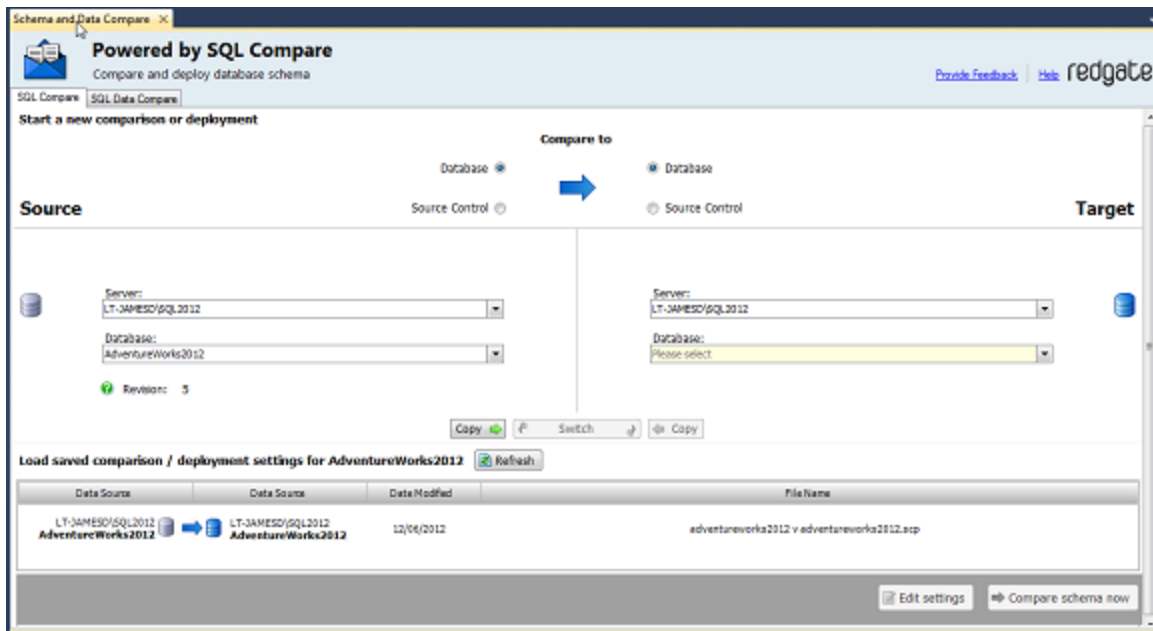 Schema and Data Compare
Powered by SQL Compare
Compare and deploy database schema
Provide Feedback Help redgate
SQL Compare SQL Data Compare
Start a new comparison or deployment
Compare to
Database Database
Source Source Control Source Control Target
Server: Server:
LT-JAMESD\SQL2012 LT-JAMESD\SQL2012
Database: Database:
AdventureWorks2012 Please select
Revision: 5
Copy Switch Copy
Load saved comparison / deployment settings for AdventureWorks2012 Refresh
Data Source Data Source Date Modified File Name
LT-JAMESD\SQL2012 LT-JAMESD\SQL2012 12/06/2012 adventureworks2012 v adventureworks2012.scp
AdventureWorks2012 AdventureWorks2012
Edit settings Compare schema now